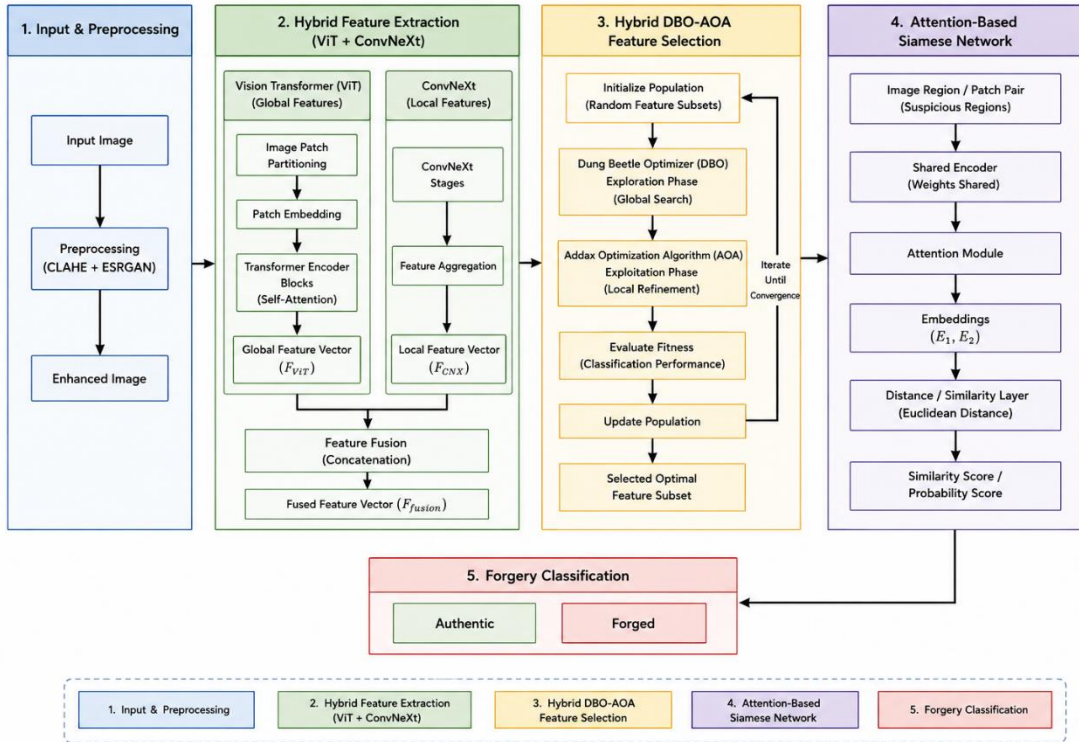 1. Input & Preprocessing
Input Image
Preprocessing
(CLAHE + ESRGAN)
Enhanced Image
2. Hybrid Feature Extraction
(ViT + ConvNeXt)
Vision Transformer (ViT)
(Global Features)
Image Patch
Partitioning
Patch Embedding
Transformer Encoder
Blocks
(Self-Attention)
Global Feature Vector
(F_{ViT})
ConvNeXt
(Local Features)
ConvNeXt
Stages
Feature Aggregation
Local Feature Vector
(F_{CNX})
Feature Fusion
(Concatenation)
Fused Feature Vector (F_{fusion})
3. Hybrid DBO-AOA
Feature Selection
Initialize Population
(Random Feature Subsets)
Dung Beetle Optimizer (DBO)
Exploration Phase
(Global Search)
Addax Optimization Algorithm (AOA)
Exploitation Phase
(Local Refinement)
Evaluate Fitness
(Classification Performance)
Update Population
Selected Optimal
Feature Subset
Iterate
Until
Convergence
4. Attention-Based
Siamese Network
Image Region / Patch Pair
(Suspicious Regions)
Shared Encoder
(Weights Shared)
Attention Module
Embeddings
(E_1, E_2)
Distance / Similarity Layer
(Euclidean Distance)
Similarity Score /
Probability Score
5. Forgery Classification
Authentic
Forged
1. Input & Preprocessing
2. Hybrid Feature Extraction
(ViT + ConvNeXt)
3. Hybrid DBO-AOA
Feature Selection
4. Attention-Based
Siamese Network
5. Forgery Classification